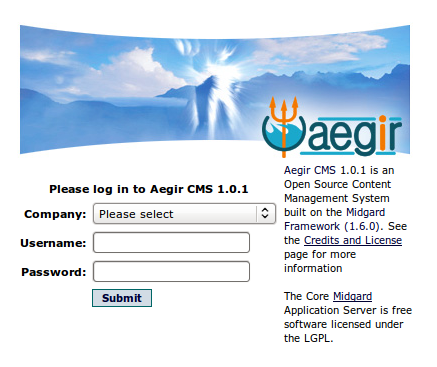 aegir
Please log in to Aegir CMS 1.0.1
Company:
Please select
Username:
Password:
Submit
Aegir CMS 1.0.1 is an
Open Source Content
Management System
built on the Midgard
Framework (1.6.0). See
the Credits and License
page for more
information
The Core Midgard
Application Server is free
software licensed under
the LGPL.